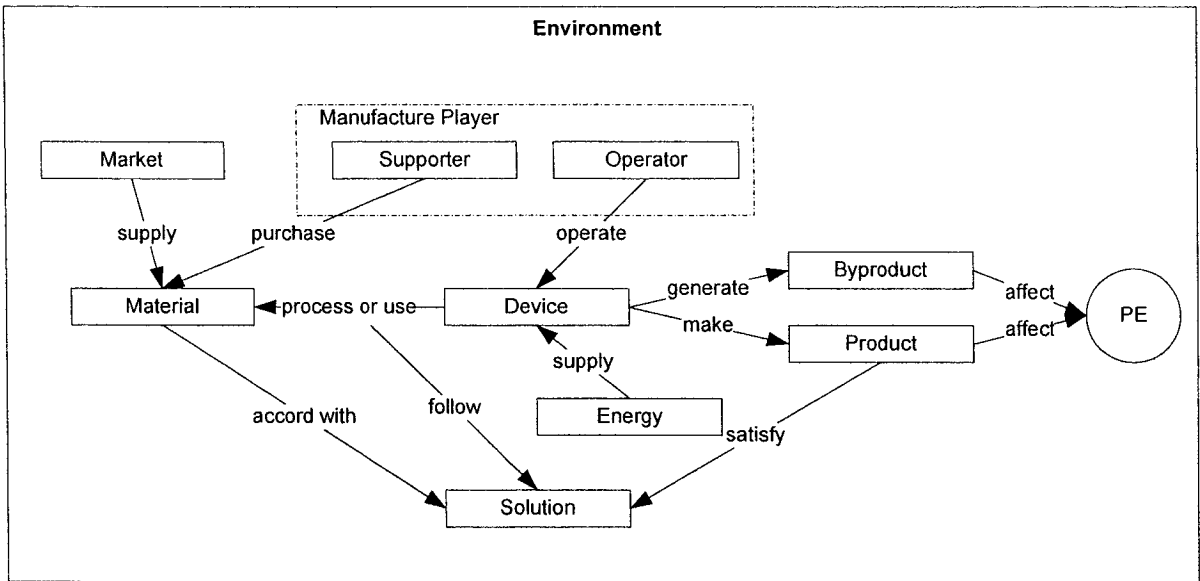 Environment
Manufacture Player
Market
Supporter
Operator
supply
purchase
operate
Byproduct
generate
affect
Material
process or use
Device
PE
make
affect
Product
supply
follow
accord with
Energy
satisfy
Solution